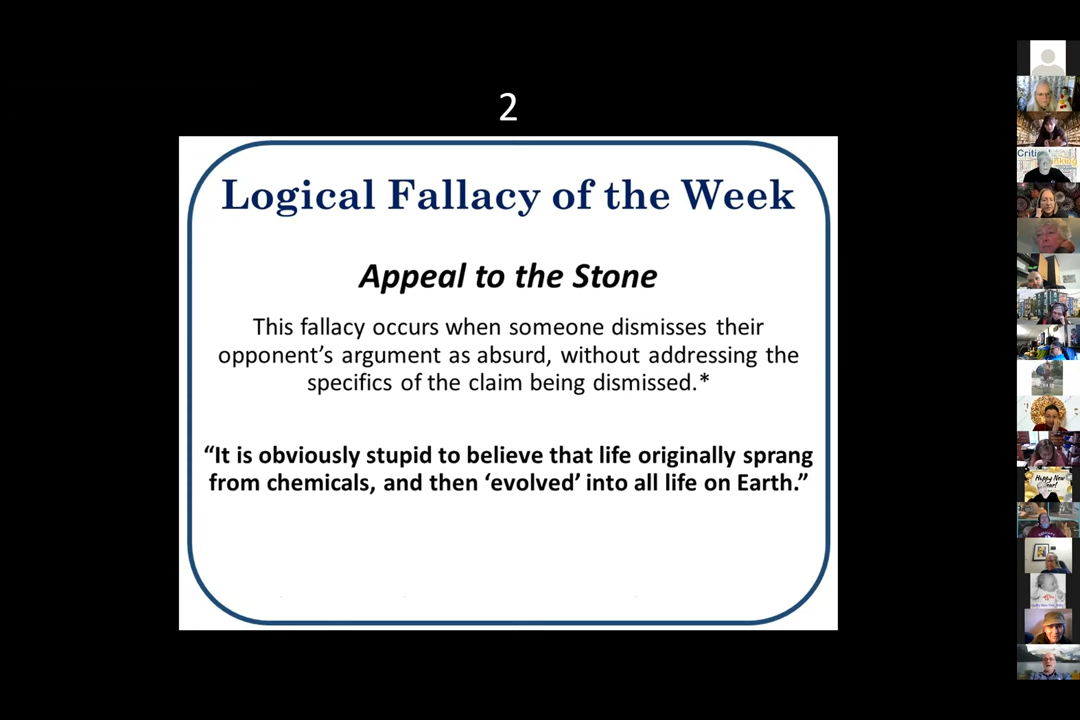 2
Logical Fallacy of the Week
Appeal to the Stone
This fallacy occurs when someone dismisses their
opponent’s argument as absurd, without addressing the
specifics of the claim being dismissed.*
“It is obviously stupid to believe that life originally sprang
from chemicals, and then ‘evolved’ into all life on Earth.”
Happy New